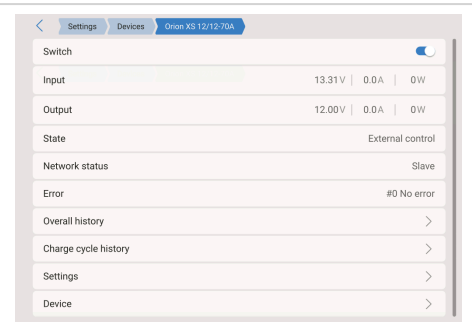 Settings Devices Orion XS 12/12-70A
Switch
Input 13.31V 0.0A 0W
Output 12.00V 0.0A 0W
State External control
Network status Slave
Error #0 No error
Overall history
Charge cycle history
Settings
Device